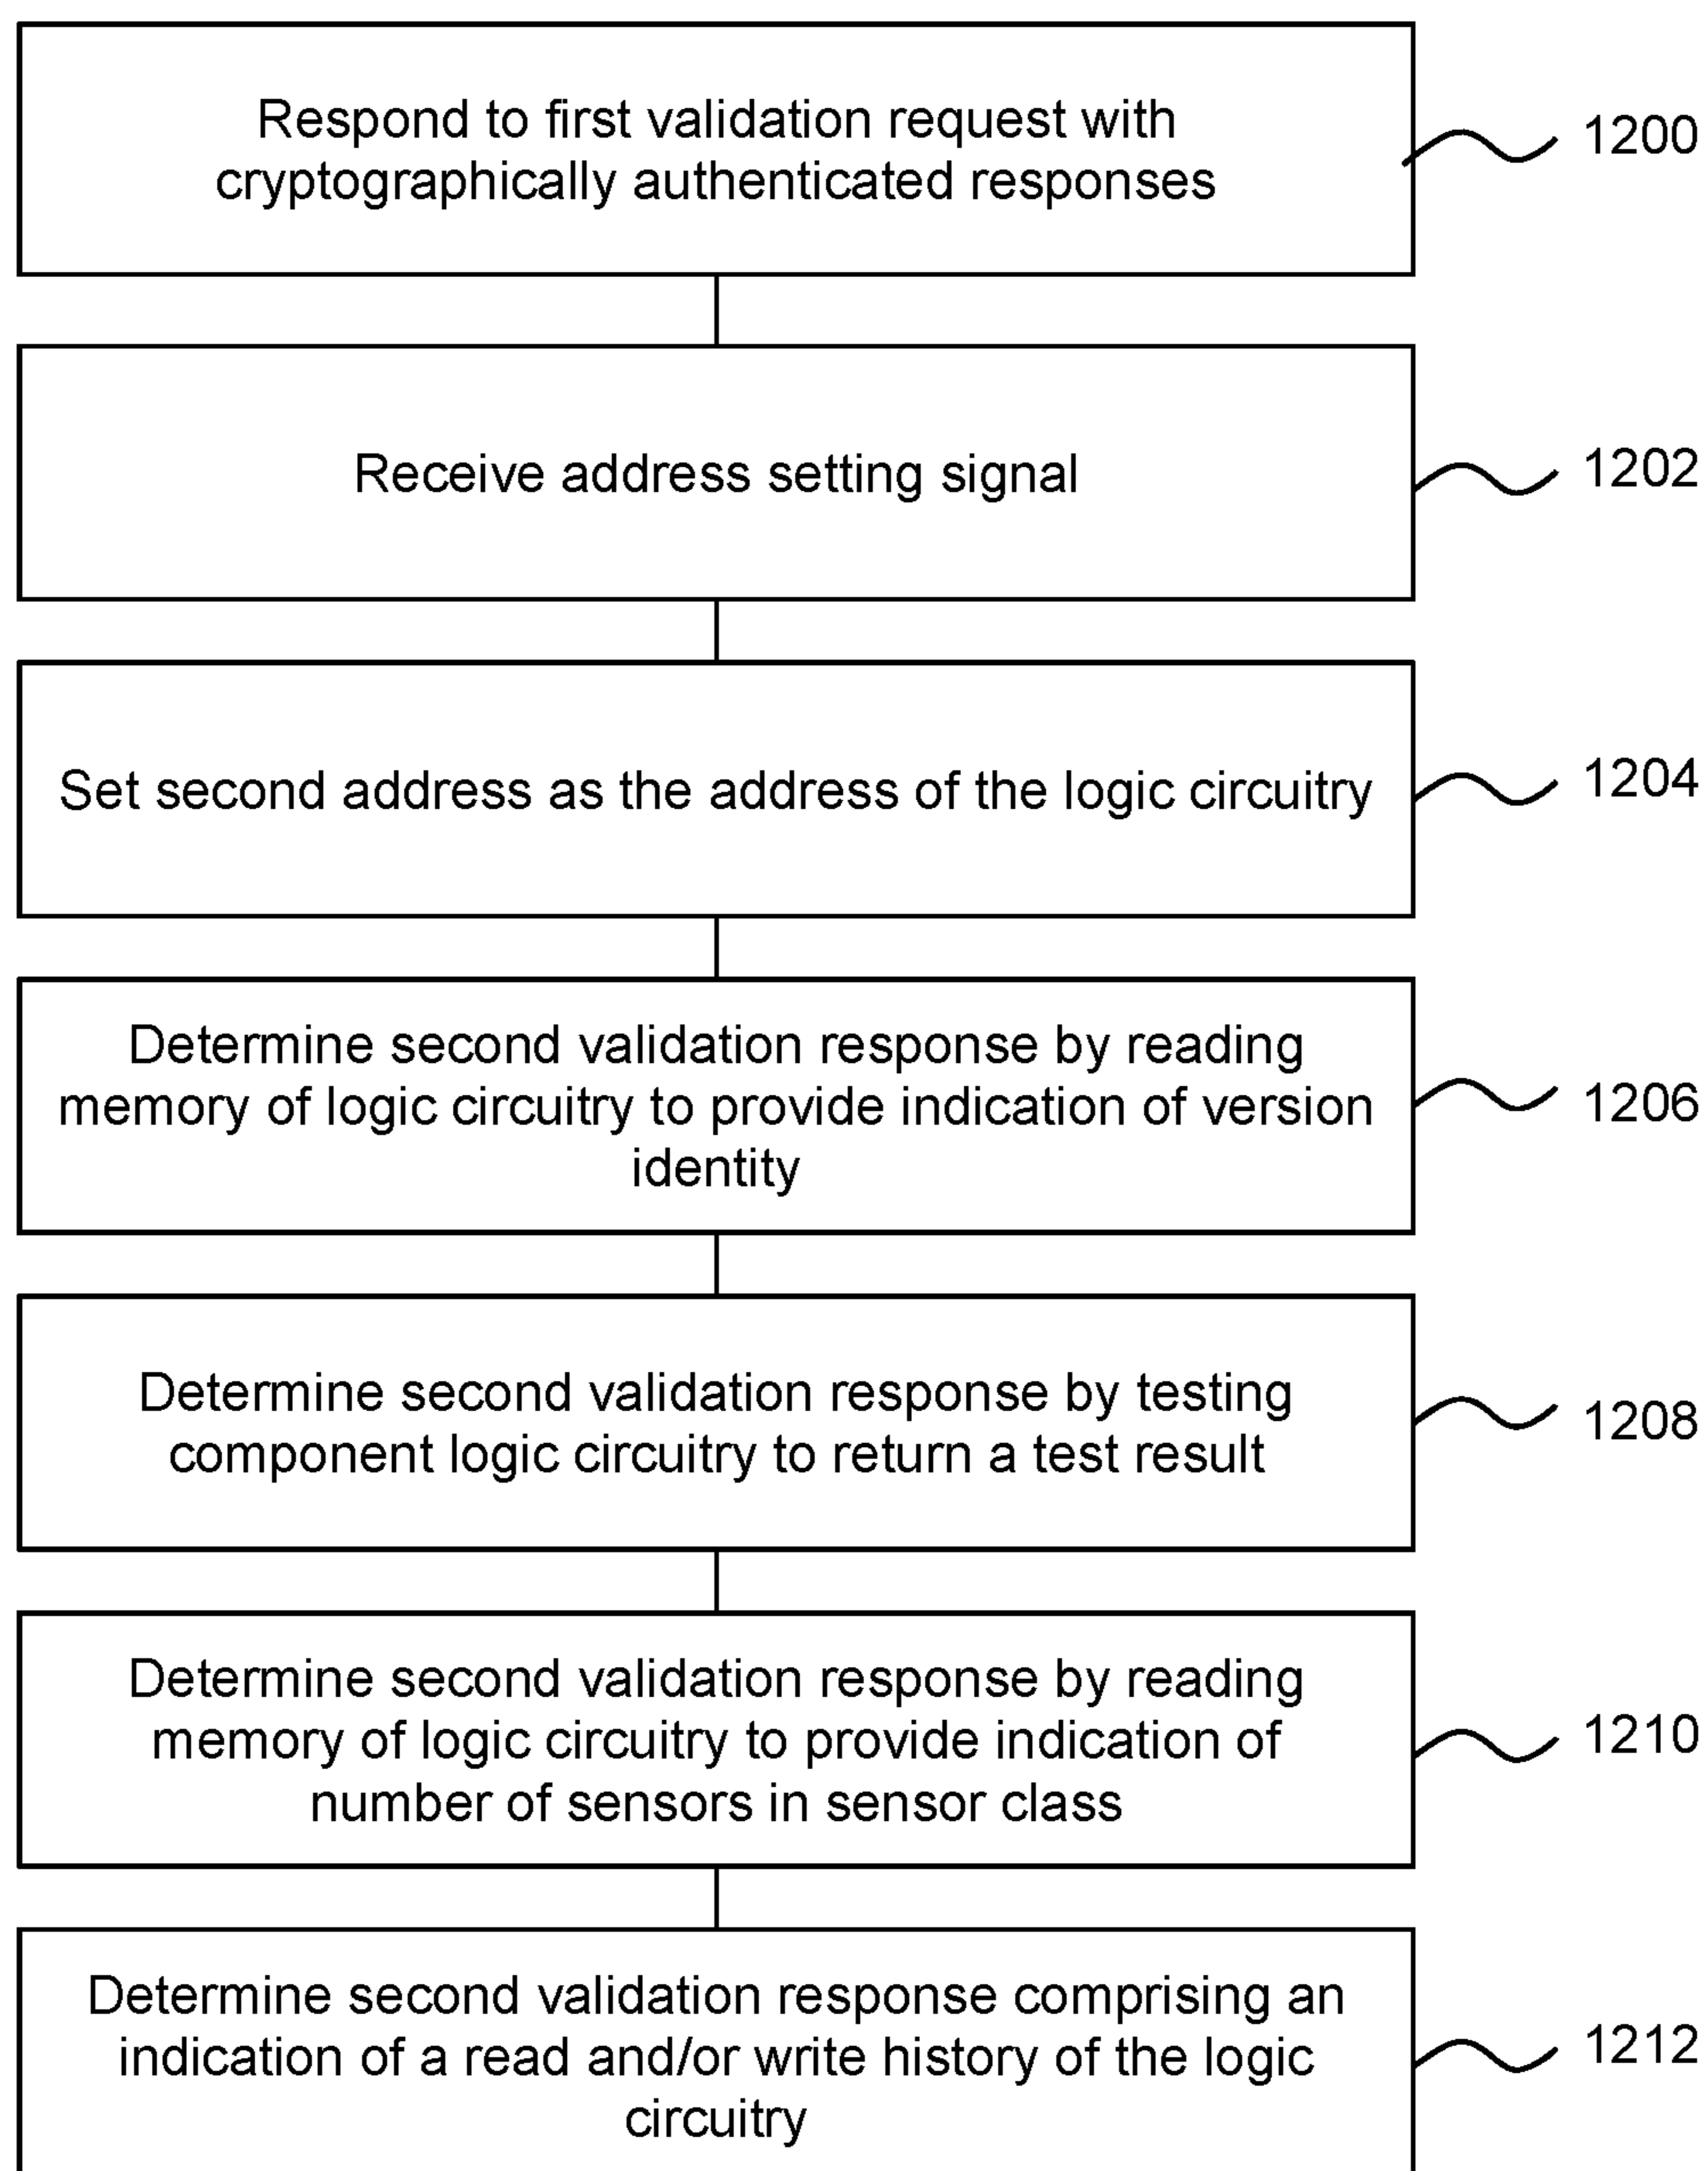 Respond to first validation request with
cryptographically authenticated responses
1200
Receive address setting signal
1202
Set second address as the address of the logic circuitry
1204
Determine second validation response by reading
memory of logic circuitry to provide indication of version
identity
1206
Determine second validation response by testing
component logic circuitry to return a test result
1208
Determine second validation response by reading
memory of logic circuitry to provide indication of
number of sensors in sensor class
1210
Determine second validation response comprising an
indication of a read and/or write history of the logic
circuitry
1212